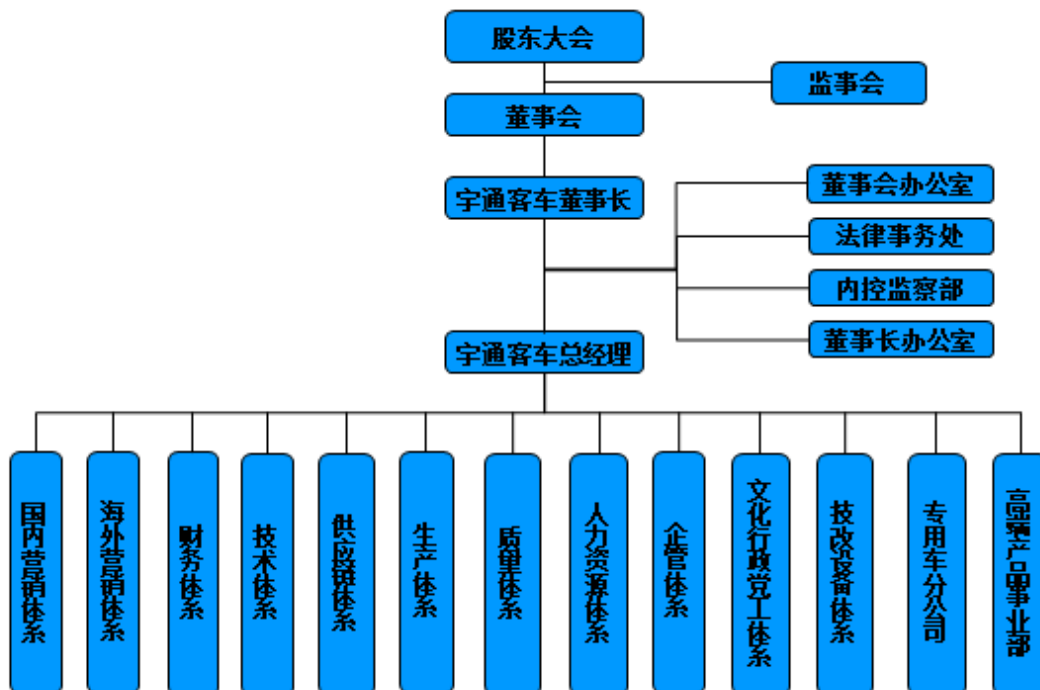 股东大会
监事会
董事会
宇通客车董事长
董事会办公室
法律事务处
内控监察部
董事长办公室
宇通客车总经理
国内营销体系
海外营销体系
财务体系
技术体系
供应链体系
生产体系
质量体系
人力资源体系
企管体系
文化行政党工体系
技改设备体系
专用车分公司
高端产品事业部